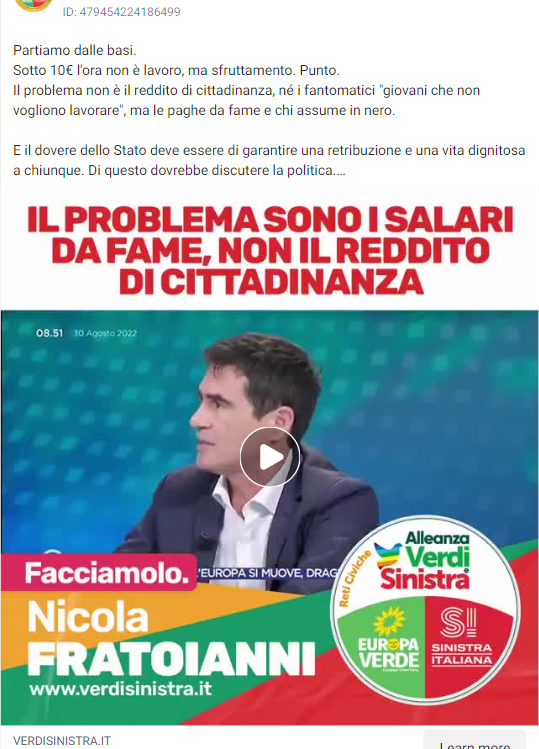 ID: 479454224186499
Partiamo dalle basi.
Sotto 10€ l'ora non è lavoro, ma sfruttamento. Punto.
Il problema non è il reddito di cittadinanza, né i fantomatici "giovani che non
vogliono lavorare", ma le paghe da fame e chi assume in nero.
E il dovere dello Stato deve essere di garantire una retribuzione e una vita dignitosa
a chiunque. Di questo dovrebbe discutere la politica....
IL PROBLEMA SONO I SALARI
DA FAME, NON IL REDDITO
DI CITTADINANZA
08.51 30 Agosto 2022
'EUROPA SI MUOVE, DRAG
Facciamolo.
Nicola
FRATOIANNI
www.verdisinistra.it
Reti Civiche
Alleanza
Verdi
e
Sinistra
EUROPA
VERDE
SI
SINISTRA
ITALIANA
VERDISINISTRA.IT
Learn more